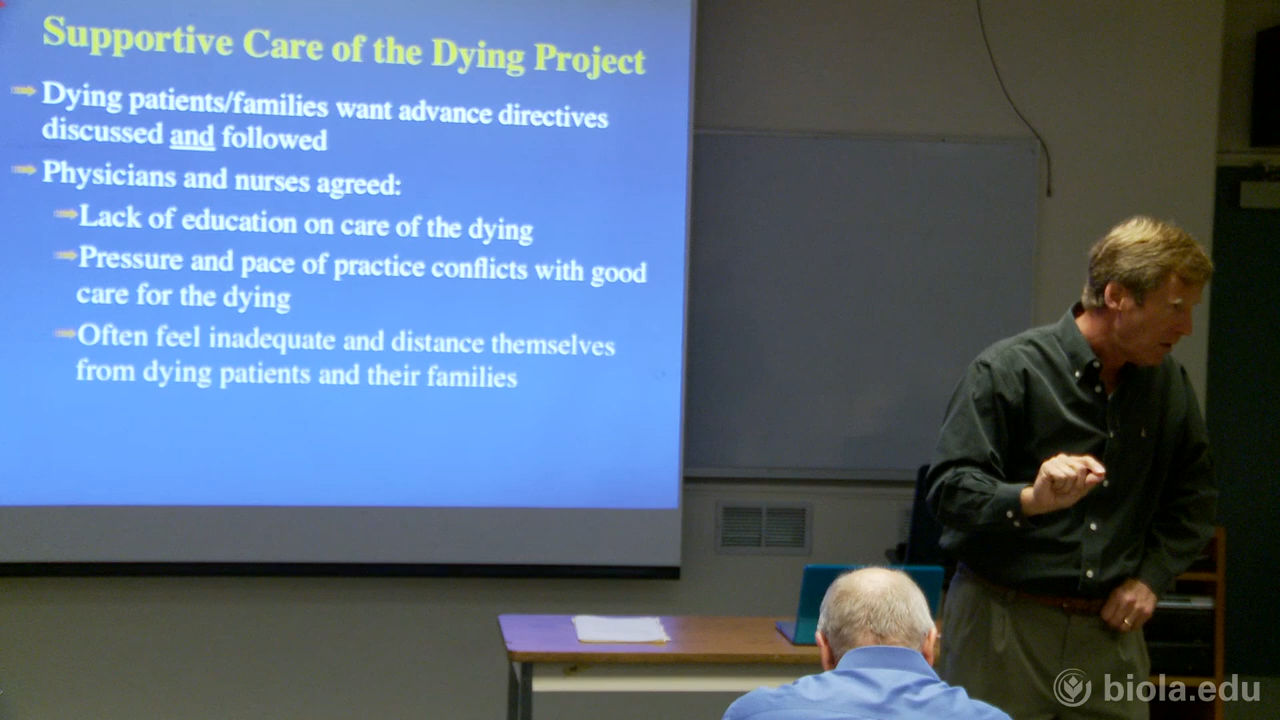 Supportive Care of the Dying Project
Dying patients/families want advance directives
discussed and followed
Physicians and nurses agreed:
Lack of education on care of the dying
Pressure and pace of practice conflicts with good
care for the dying
Often feel inadequate and distance themselves
from dying patients and their families
biola.edu